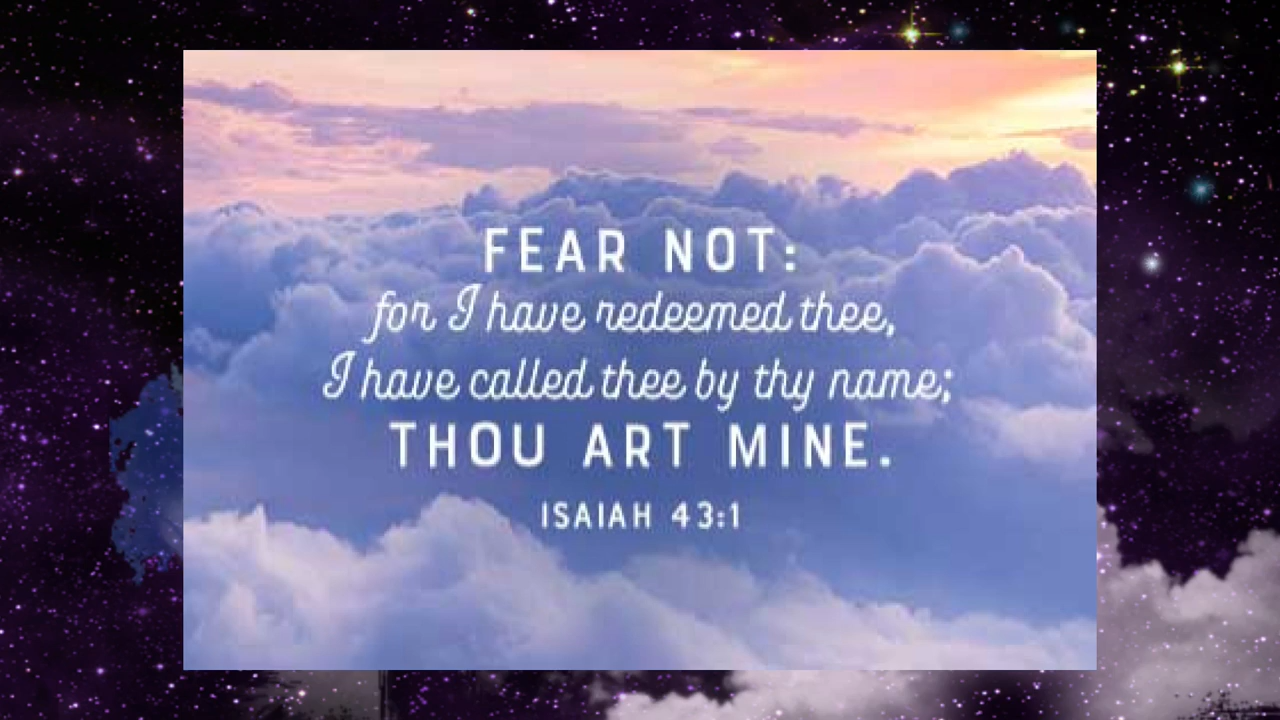 FEAR NOT:
for I have redeemed thee,
I have called thee by thy name;
THOU ART MINE.
ISAIAH 43:1